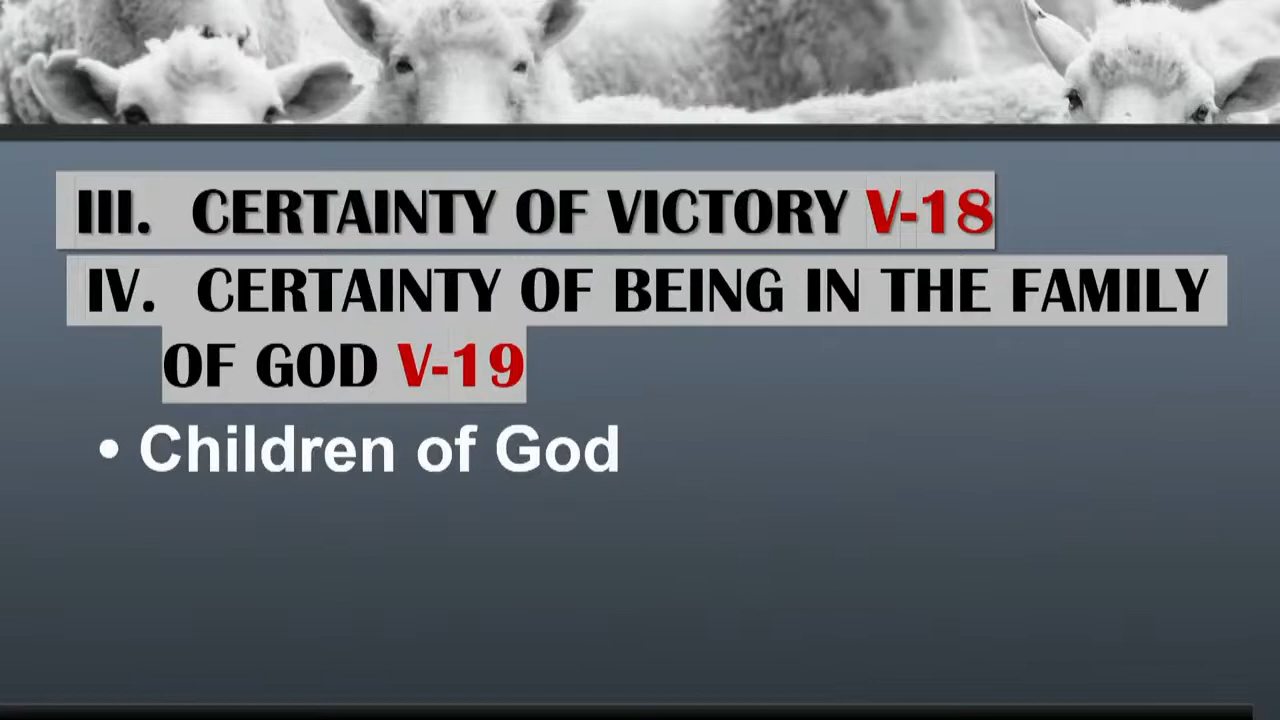 III. CERTAINTY OF VICTORY V-18
IV. CERTAINTY OF BEING IN THE FAMILY
OF GOD V-19
• Children of God